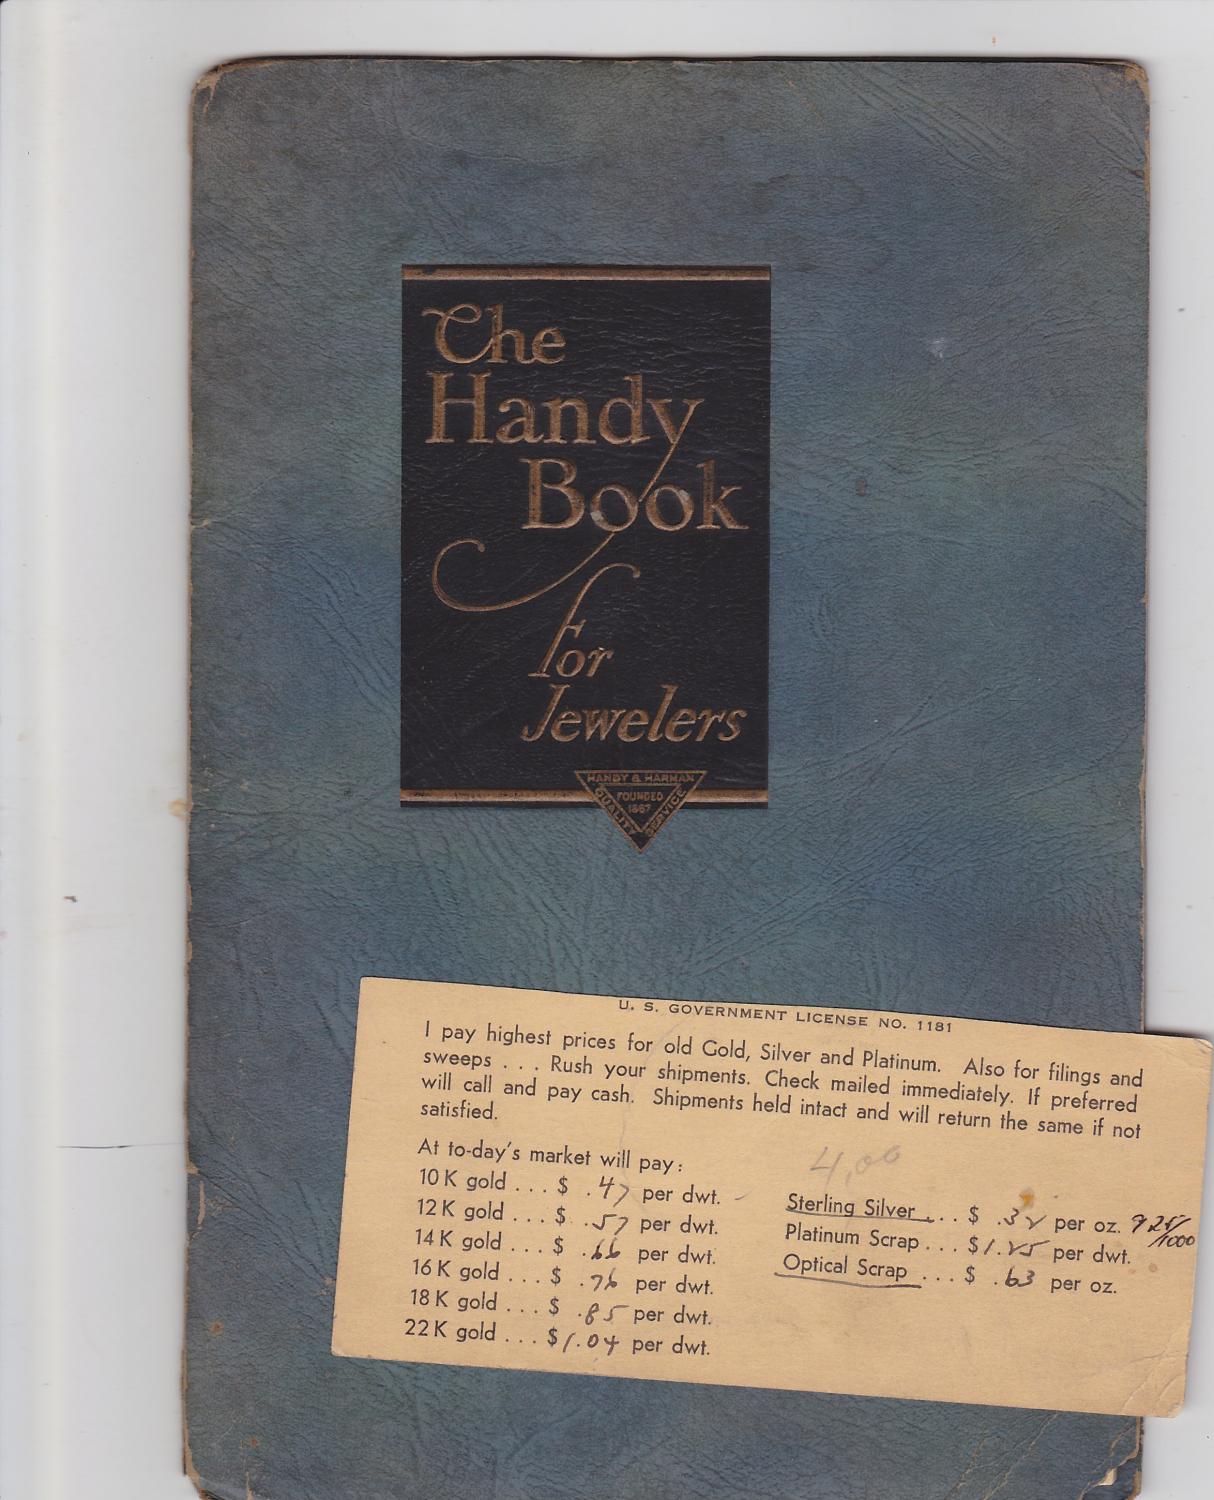 The
Handy
Book
for
Jewelers
HANDY & HARMAN
FOUNDED
1867
QUALITY
SERVICE
U. S. GOVERNMENT LICENSE NO. 1181
I pay highest prices for old Gold, Silver and Platinum. Also for filings and
sweeps . . . Rush your shipments. Check mailed immediately. If preferred
will call and pay cash. Shipments held intact and will return the same if not
satisfied.
At to-day's market will pay:
10 K gold . . . $ .47 per dwt.
12 K gold . . . $ .57 per dwt.
14 K gold . . . $ .66 per dwt.
16 K gold . . . $ .76 per dwt.
18 K gold . . . $ .85 per dwt.
22 K gold . . . $1.04 per dwt.
4.00
Sterling Silver . . . $ .32 per oz. 925/1000
Platinum Scrap . . . $1.25 per dwt.
Optical Scrap . . . $ .63 per oz.